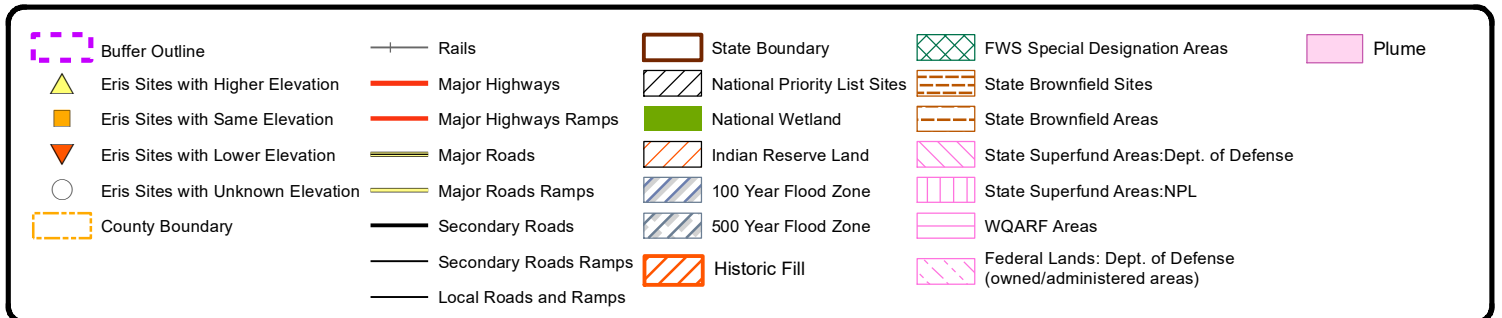 Buffer Outline
Eris Sites with Higher Elevation
Eris Sites with Same Elevation
Eris Sites with Lower Elevation
Eris Sites with Unknown Elevation
County Boundary
Rails
Major Highways
Major Highways Ramps
Major Roads
Major Roads Ramps
Secondary Roads
Secondary Roads Ramps
Local Roads and Ramps
State Boundary
National Priority List Sites
National Wetland
Indian Reserve Land
100 Year Flood Zone
500 Year Flood Zone
Historic Fill
FWS Special Designation Areas
State Brownfield Sites
State Brownfield Areas
State Superfund Areas:Dept. of Defense
State Superfund Areas:NPL
WQARF Areas
Federal Lands: Dept. of Defense
(owned/administered areas)
Plume